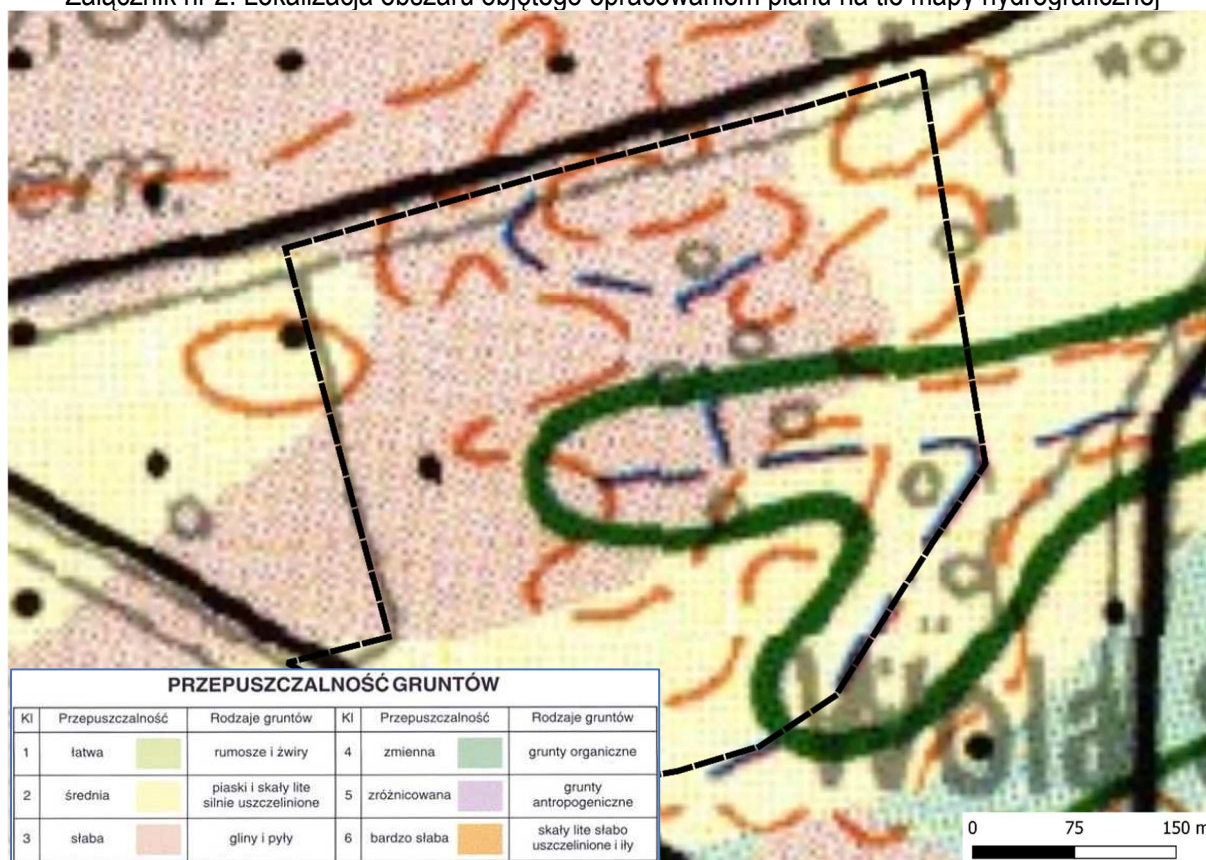 Załącznik nr 2. Lokalizacja obszaru objętego opracowaniem planu na tle mapy hydrograficznej
em.
Wola
PRZEPUSZCZALNOŚĆ GRUNTÓW
Kl Przepuszczalność Rodzaje gruntów Kl Przepuszczalność Rodzaje gruntów
1 łatwa rumosze i żwiry 4 zmienna grunty organiczne
2 średnia piaski i skały lite silnie uszczelinione 5 zróżnicowana grunty antropogeniczne
3 słaba gliny i pyły 6 bardzo słaba skały lite słabo uszczelinione i iły
0 75 150 m